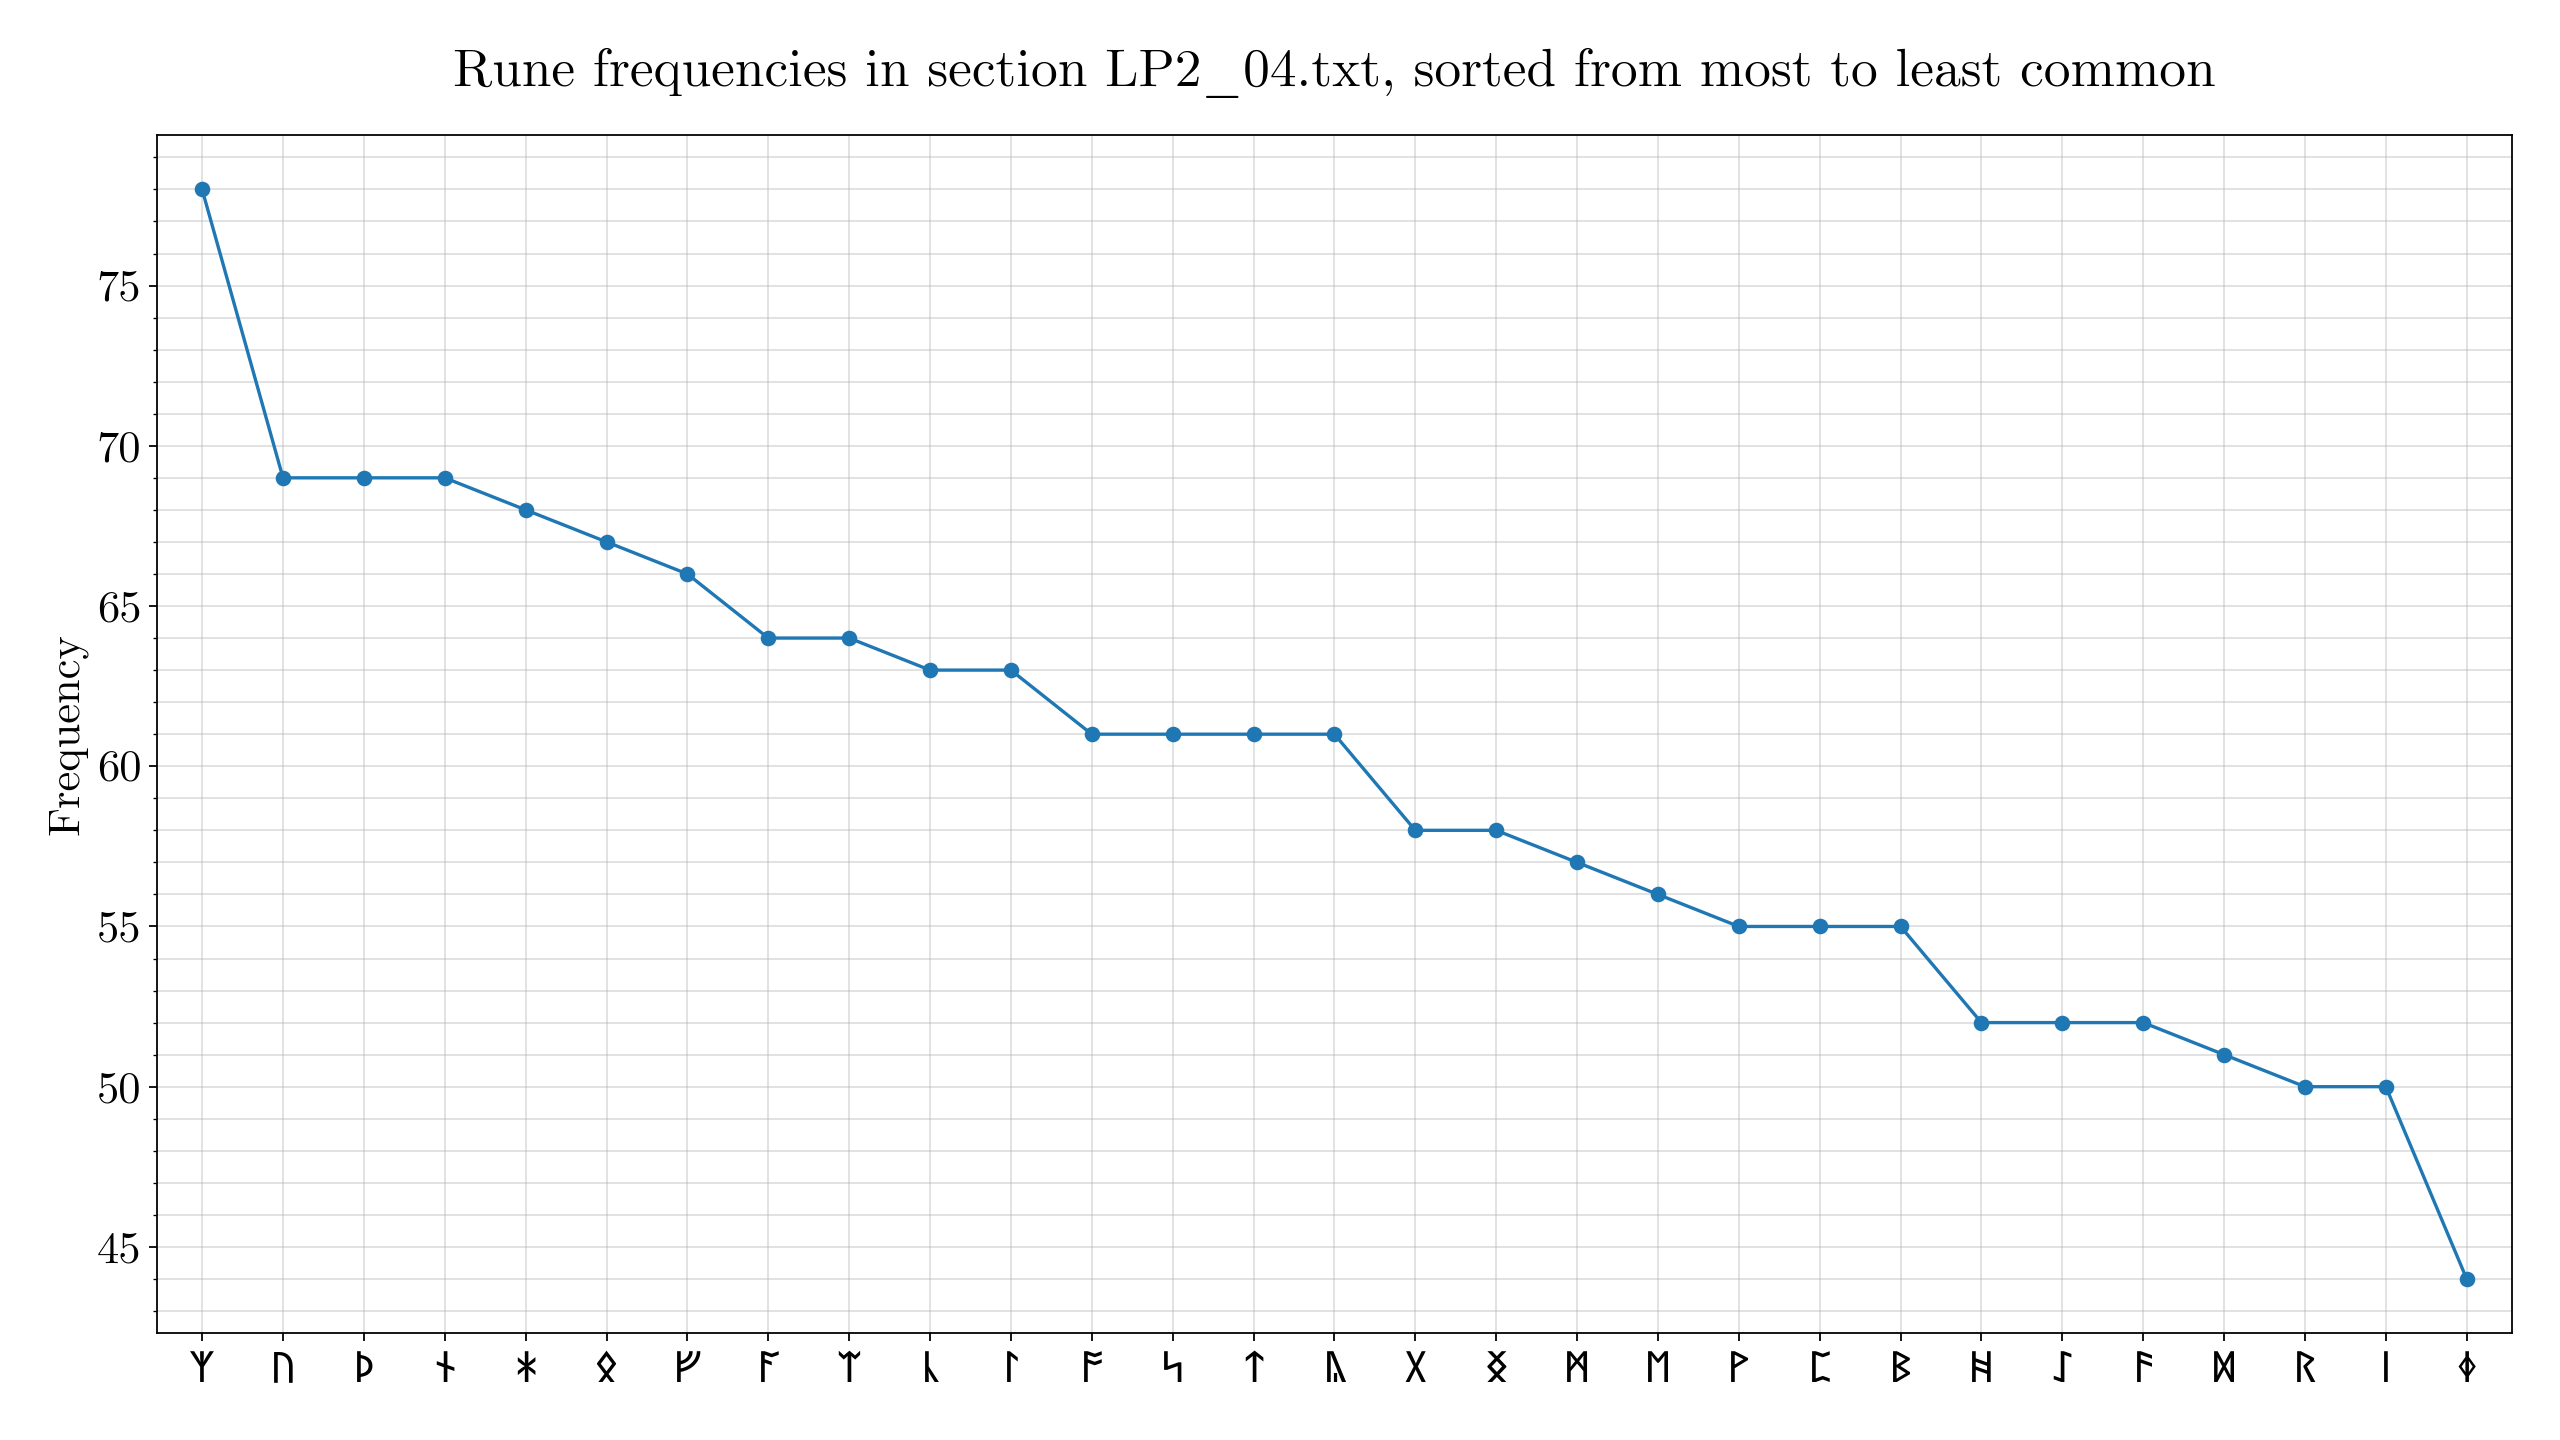 Rune frequencies in section LP2_04.txt, sorted from most to least common
Frequency
75
70
65
60
55
50
45
ᛉ ᚢ ᚦ ᚾ ᛡ ᛟ ᚠ ᚪ ᛠ ᚳ ᛚ ᚩ ᛋ ᛏ ᚣ ᚷ ᛝ ᛗ ᛖ ᚹ ᛈ ᛒ ᚻ ᛇ ᚫ ᛞ ᚱ ᛁ ᛄ